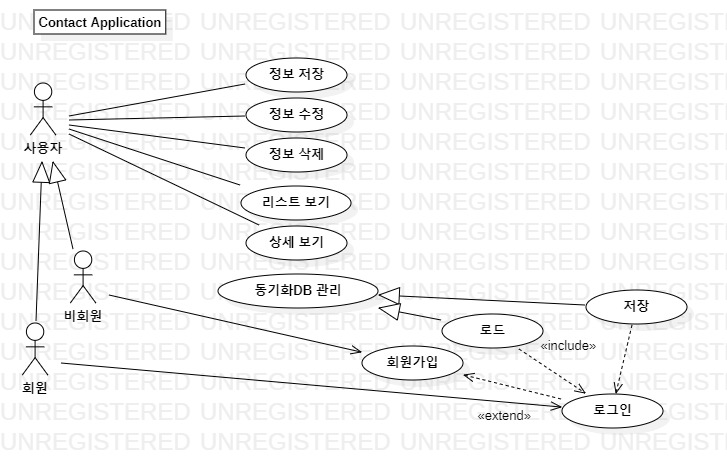 Contact Application
정보 저장
정보 수정
사용자
정보 삭제
리스트 보기
상세 보기
동기화DB 관리
비회원
저장
로드
«include»
회원가입
회원
로그인
«extend»
UNREGISTERED UNREGISTERED UNREGISTERED UNREGISTERED